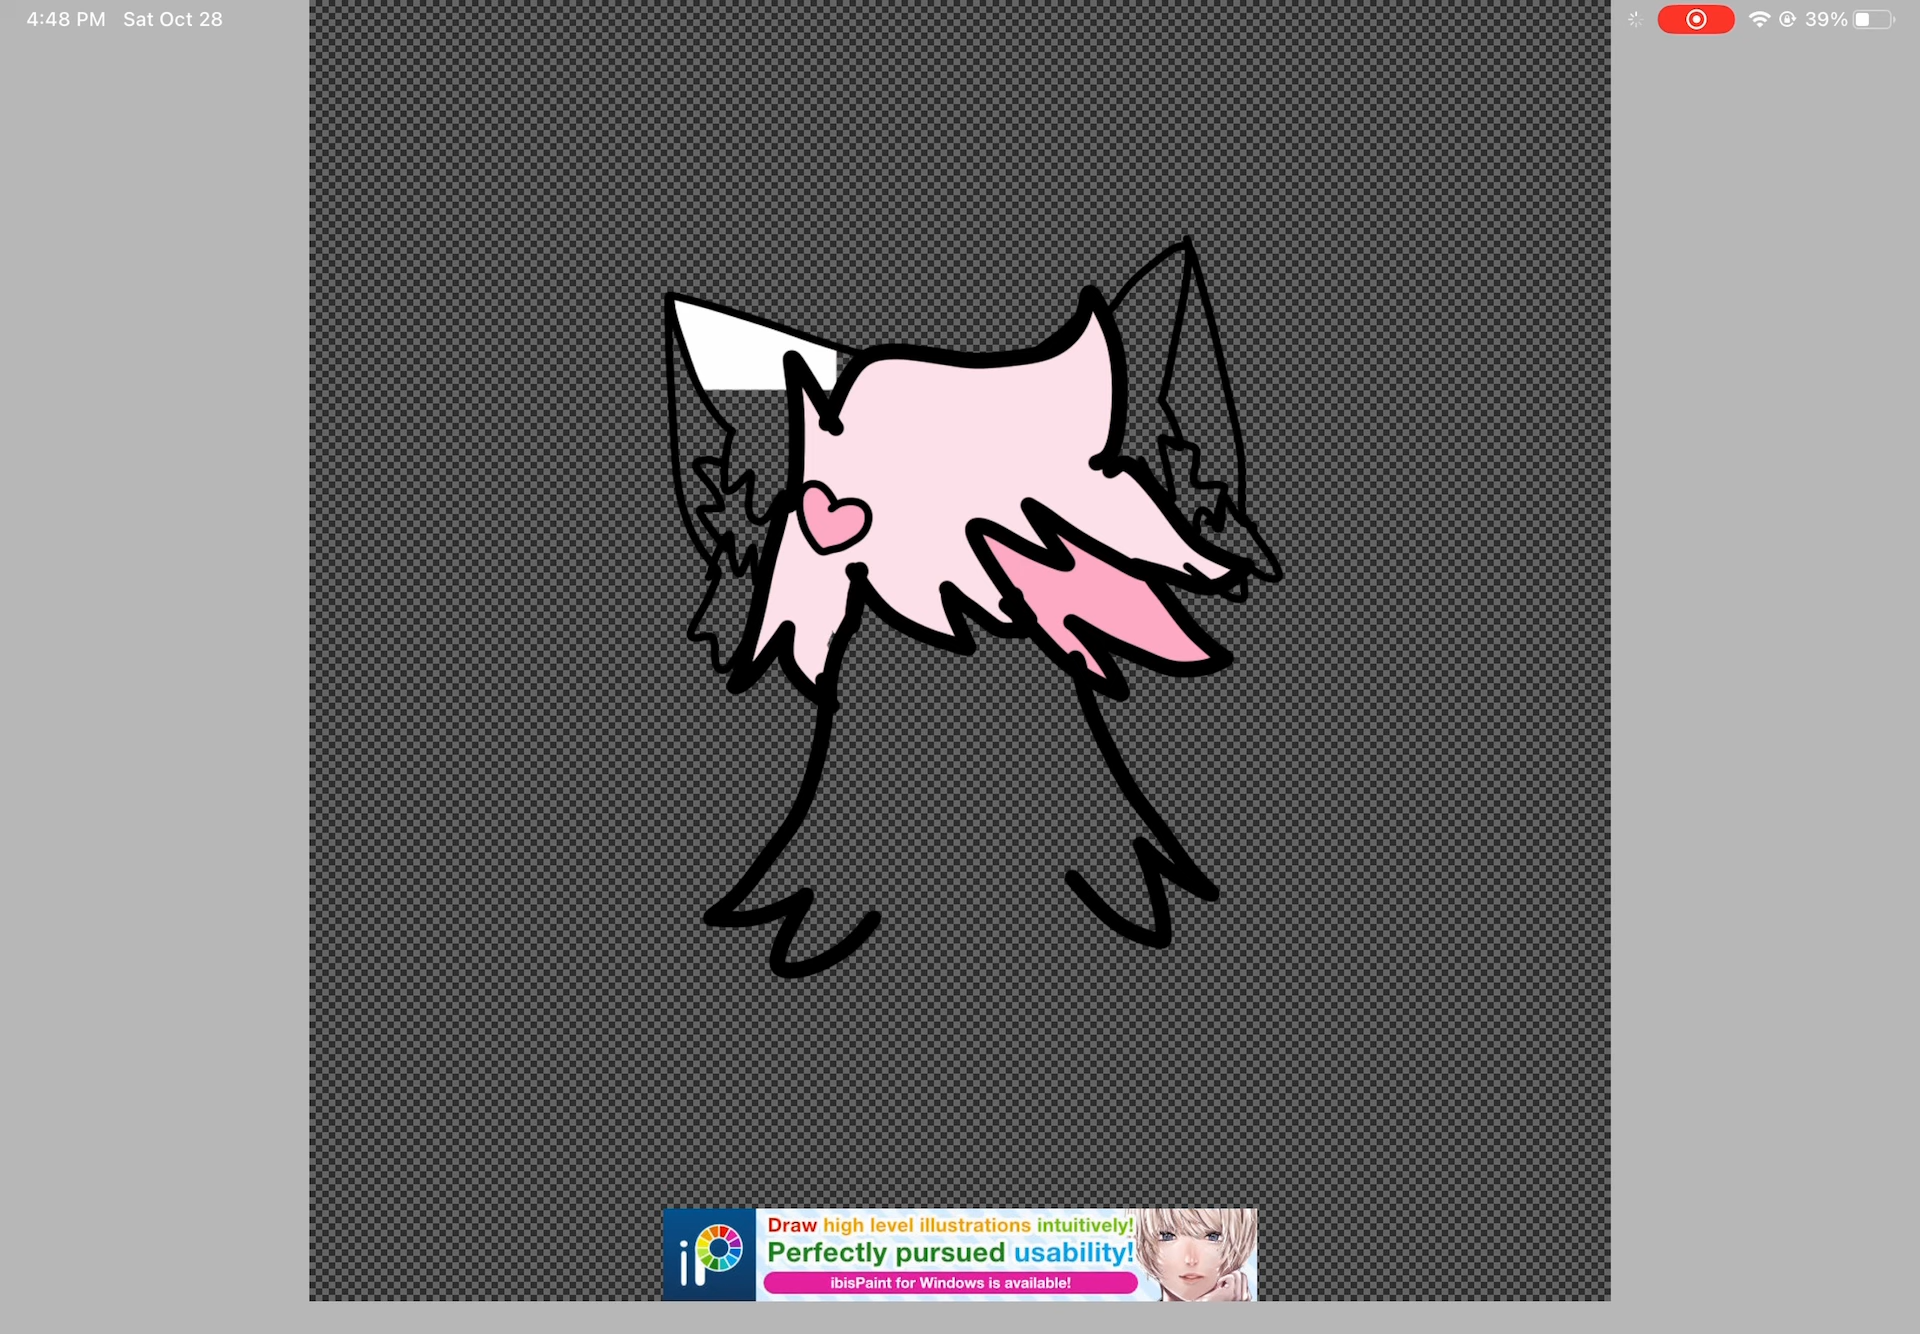 4:48 PM Sat Oct 28
39%
iP
Draw high level illustrations intuitively!
Perfectly pursued usability!
ibisPaint for Windows is available!